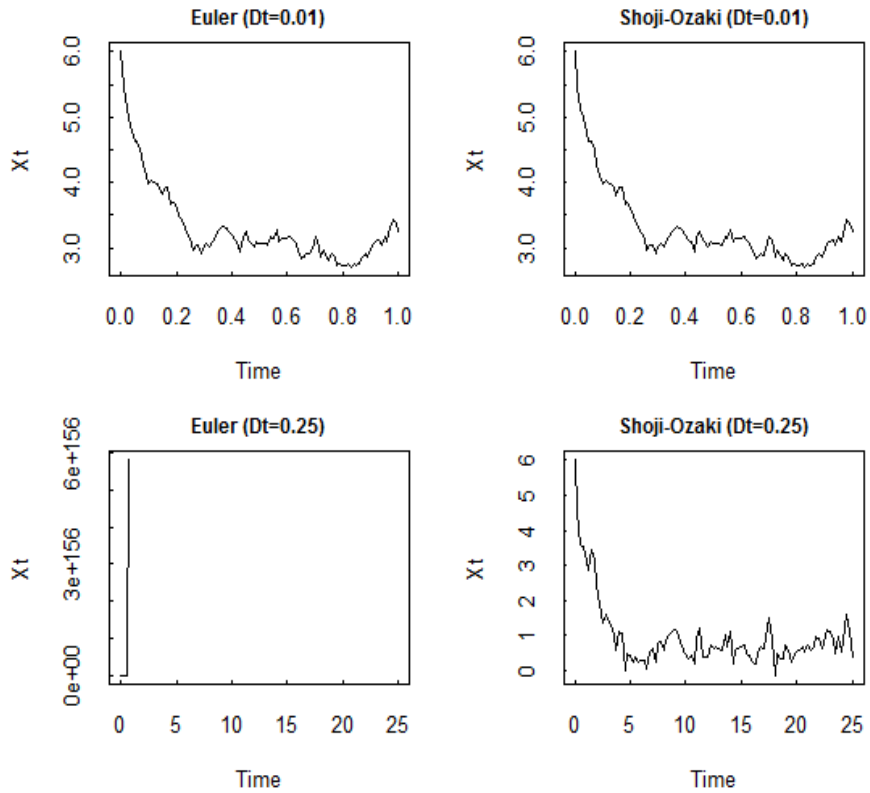 Euler (Dt=0.01)
Xt
6.0
5.0
4.0
3.0
0.0 0.2 0.4 0.6 0.8 1.0
Time
Shoji-Ozaki (Dt=0.01)
Xt
6.0
5.0
4.0
3.0
0.0 0.2 0.4 0.6 0.8 1.0
Time
Euler (Dt=0.25)
Xt
6e+156
3e+156
0e+00
0 5 10 15 20 25
Time
Shoji-Ozaki (Dt=0.25)
Xt
6
5
4
3
2
1
0
0 5 10 15 20 25
Time